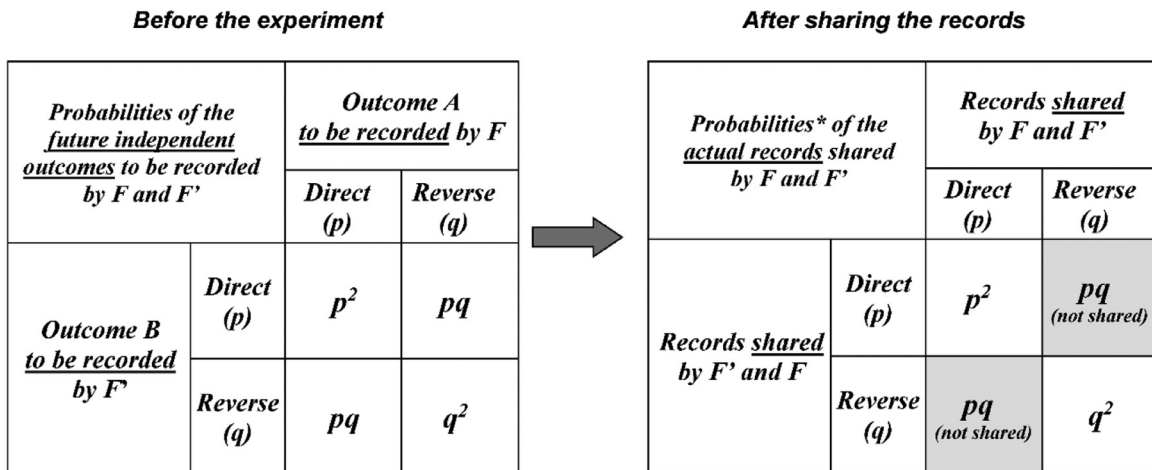 Before the experiment
After sharing the records
Probabilities of the
future independent
outcomes to be recorded
by F and F’
Outcome A
to be recorded by F
Direct
(p)
Reverse
(q)
Outcome B
to be recorded
by F’
Direct
(p)
p²
pq
Reverse
(q)
pq
q²
Probabilities* of the
actual records shared
by F and F’
Records shared
by F and F’
Direct
(p)
Reverse
(q)
Records shared
by F’ and F
Direct
(p)
p²
pq
(not shared)
Reverse
(q)
pq
(not shared)
q²